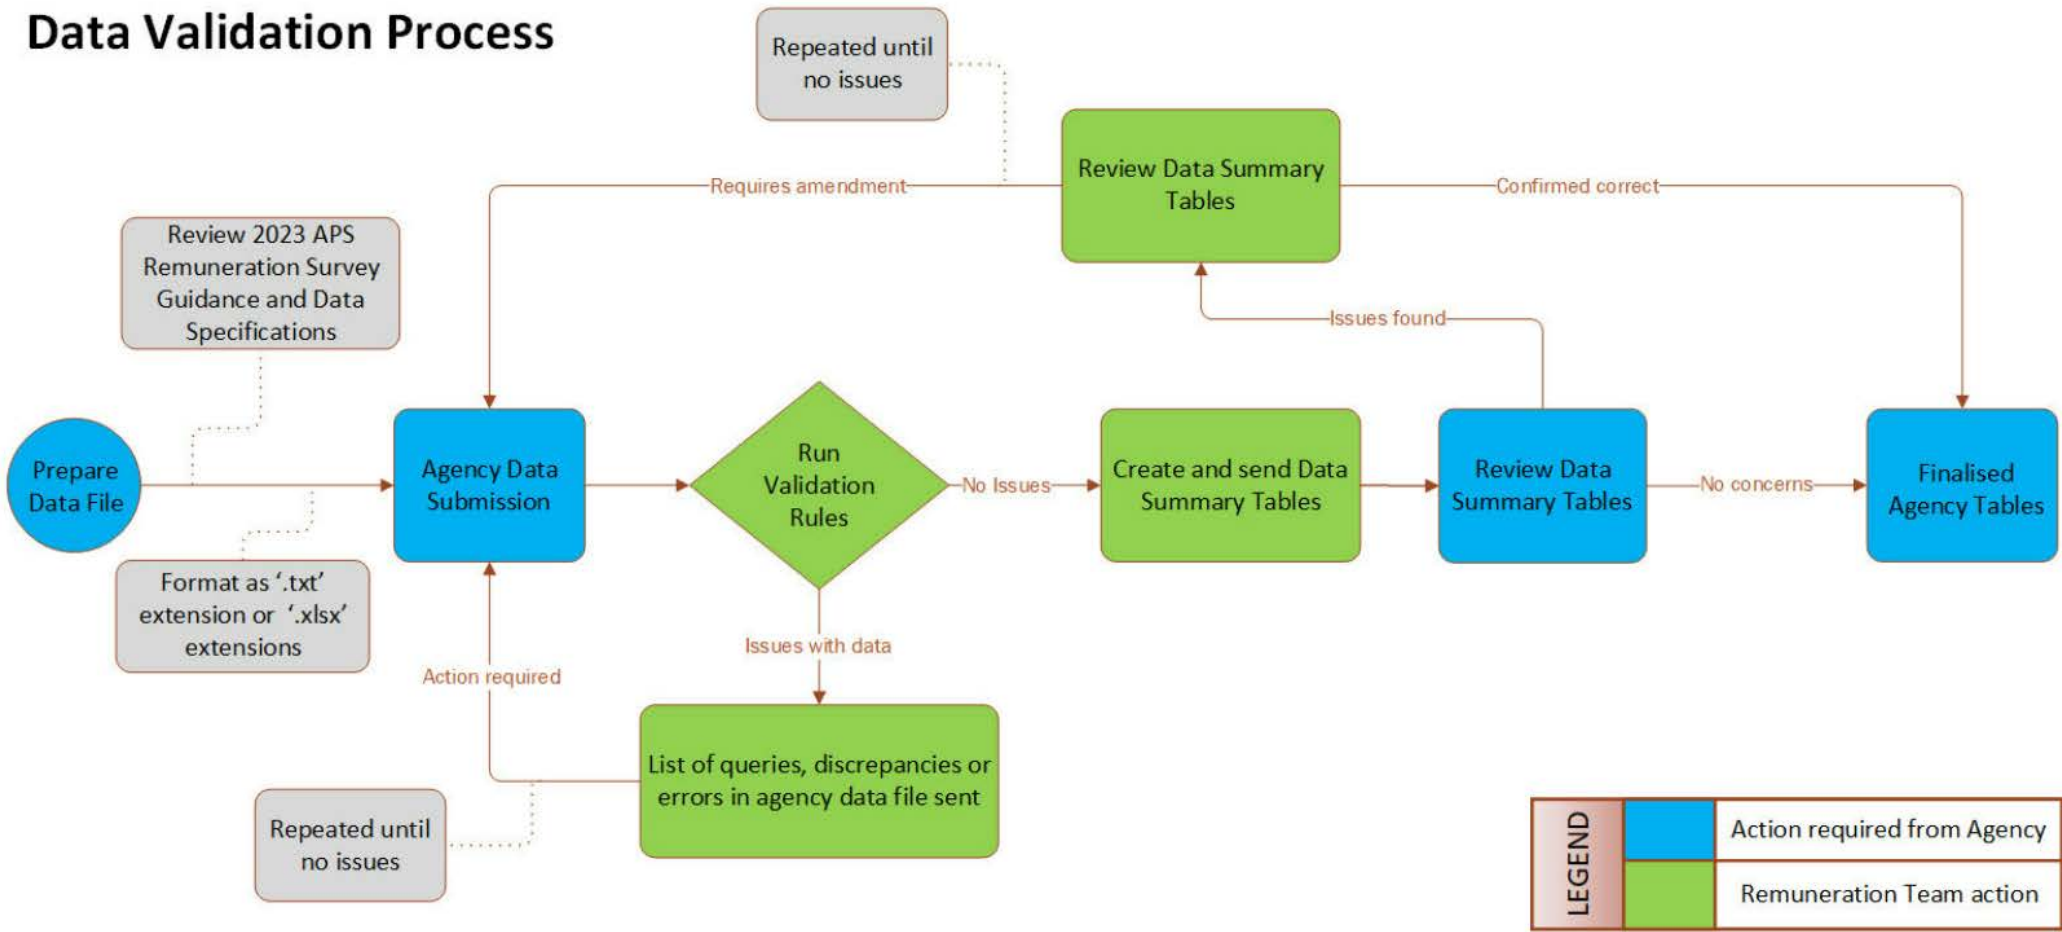 Data Validation Process
Repeated until
no issues
Review Data Summary
Tables
Requires amendment
Confirmed correct
Review 2023 APS
Remuneration Survey
Guidance and Data
Specifications
Issues found
Prepare
Data File
Agency Data
Submission
Run
Validation
Rules
No Issues
Create and send Data
Summary Tables
Review Data
Summary Tables
No concerns
Finalised
Agency Tables
Format as ‘.txt’
extension or ‘.xlsx’
extensions
Issues with data
Action required
List of queries, discrepancies or
errors in agency data file sent
Repeated until
no issues
LEGEND
Action required from Agency
Remuneration Team action